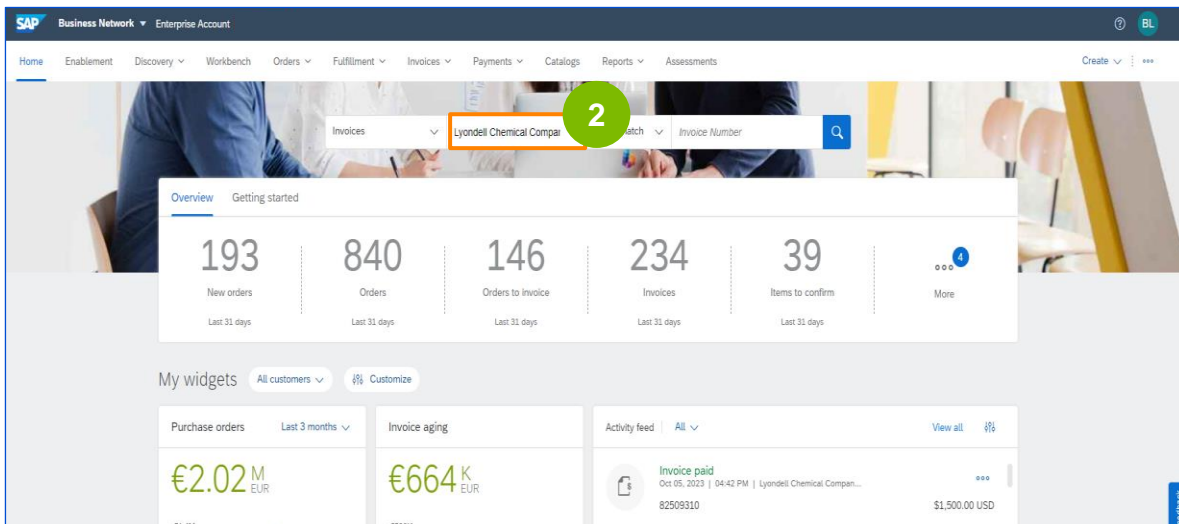 SAP Business Network Enterprise Account BL
Home Enablement Discovery Workbench Orders Fulfillment Invoices Payments Catalogs Reports Assessments Create
Invoices Lyondell Chemical Compar 2 atch Invoice Number
Overview Getting started
193 840 146 234 39 4
New orders Orders Orders to invoice Invoices Items to confirm More
Last 31 days Last 31 days Last 31 days Last 31 days Last 31 days
My widgets All customers Customize
Purchase orders Last 3 months Invoice aging Activity feed All View all
€2.02 M EUR €664 K EUR
Invoice paid
Oct 05, 2023 | 04:42 PM | Lyondell Chemical Compan...
82509310 $1,500.00 USD